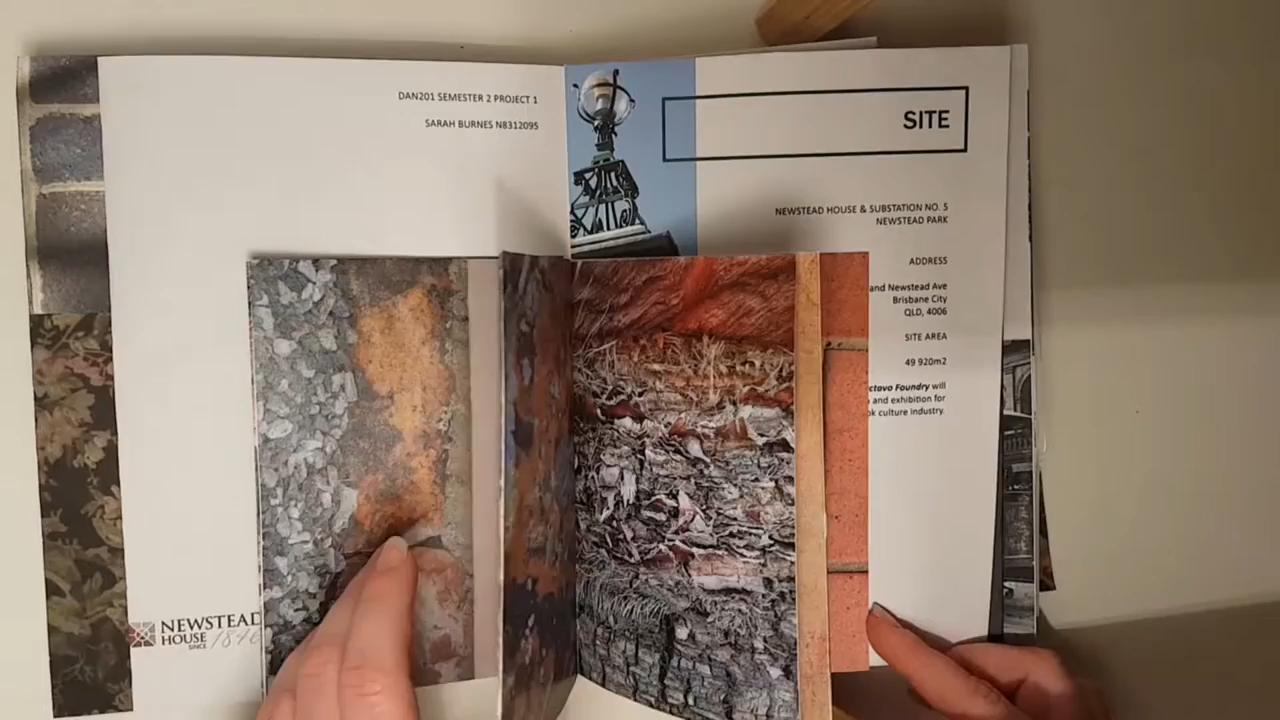 DAN201 SEMESTER 2 PROJECT 1
SARAH BURNES N8312095
SITE
NEWSTEAD HOUSE & SUBSTATION NO. 5
NEWSTEAD PARK
ADDRESS
and Newstead Ave
Brisbane City
QLD, 4006
SITE AREA
49 920m2
ctavo Foundry will
and exhibition for
ok culture industry.
NEWSTEAD
HOUSE
SINCE 1846